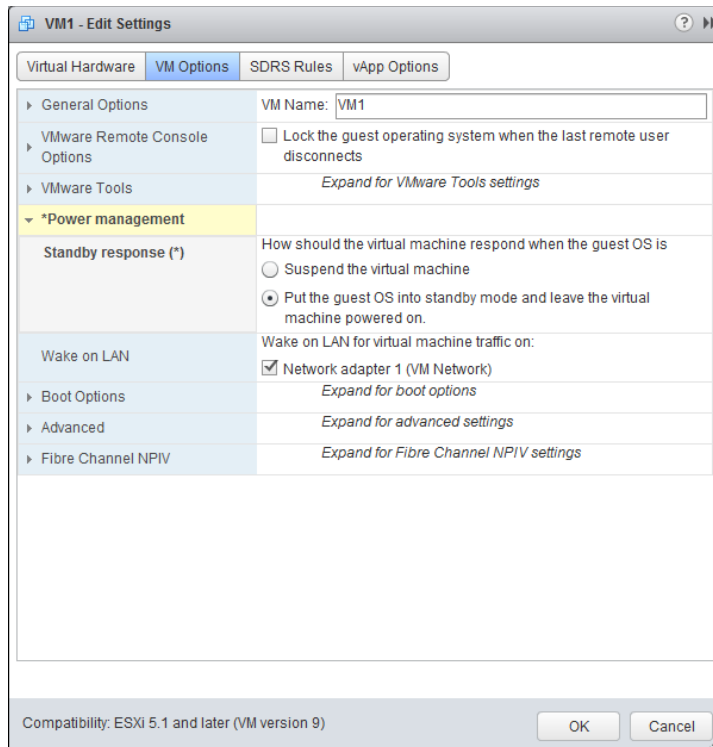 VM1 - Edit Settings
?
Virtual Hardware VM Options SDRS Rules vApp Options
General Options VM Name: VM1
VMware Remote Console Options Lock the guest operating system when the last remote user disconnects
VMware Tools Expand for VMware Tools settings
*Power management
Standby response (*) How should the virtual machine respond when the guest OS is
Suspend the virtual machine
Put the guest OS into standby mode and leave the virtual
machine powered on.
Wake on LAN Wake on LAN for virtual machine traffic on:
Network adapter 1 (VM Network)
Boot Options Expand for boot options
Advanced Expand for advanced settings
Fibre Channel NPIV Expand for Fibre Channel NPIV settings
Compatibility: ESXi 5.1 and later (VM version 9) OK Cancel